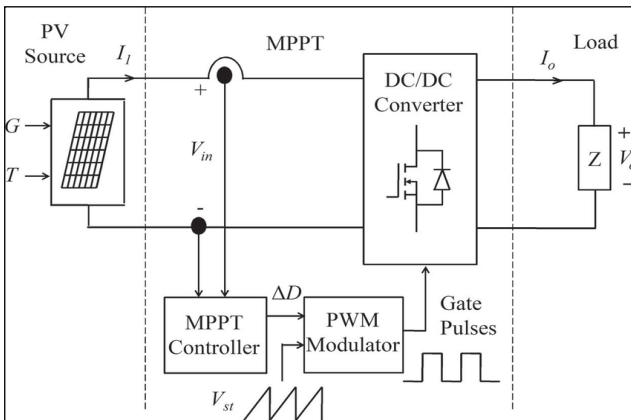 PV
Source
MPPT
Load
I1
Io
DC/DC
Converter
+
G
Vin
Z
+
T
-
-
ΔD
MPPT
Controller
PWM
Modulator
Gate
Pulses
Vst